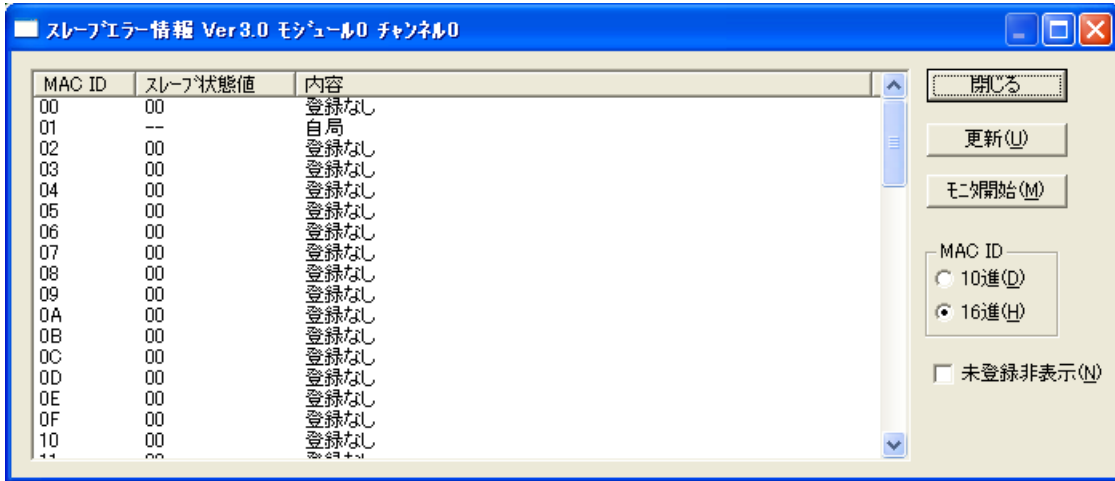 スレーブエラー情報 Ver3.0 モジュール0 チャンネル0
MAC ID スレーブ状態値 内容
00 00 登録なし
01 -- 自局
02 00 登録なし
03 00 登録なし
04 00 登録なし
05 00 登録なし
06 00 登録なし
07 00 登録なし
08 00 登録なし
09 00 登録なし
0A 00 登録なし
0B 00 登録なし
0C 00 登録なし
0D 00 登録なし
0E 00 登録なし
0F 00 登録なし
10 00 登録なし
閉じる
更新(U)
モニタ開始(M)
MAC ID
10進(D)
16進(H)
未登録非表示(N)